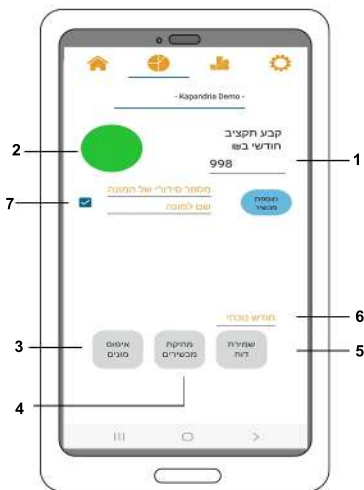 - Kapandria Demo -
קבע תקציב
חודשי ב₪
998
1
2
מספר סידורי של המונה
שם למונה
הוספת
מכשיר
7
חודש נוכחי
6
שמירת
דוח
מחיקת
מכשירים
איפוס
מונים
5
3
4